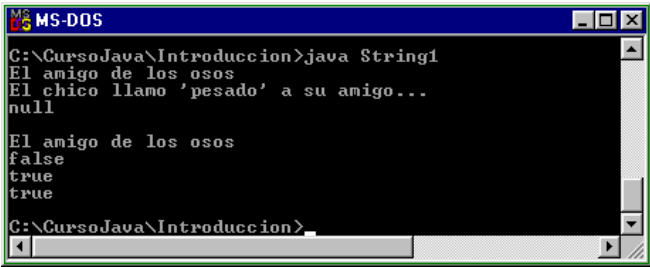 MS-DOS
C:\CursoJava\Introduccion>java String1
El amigo de los osos
El chico llamo 'pesado' a su amigo...
null
El amigo de los osos
false
true
true
C:\CursoJava\Introduccion>_